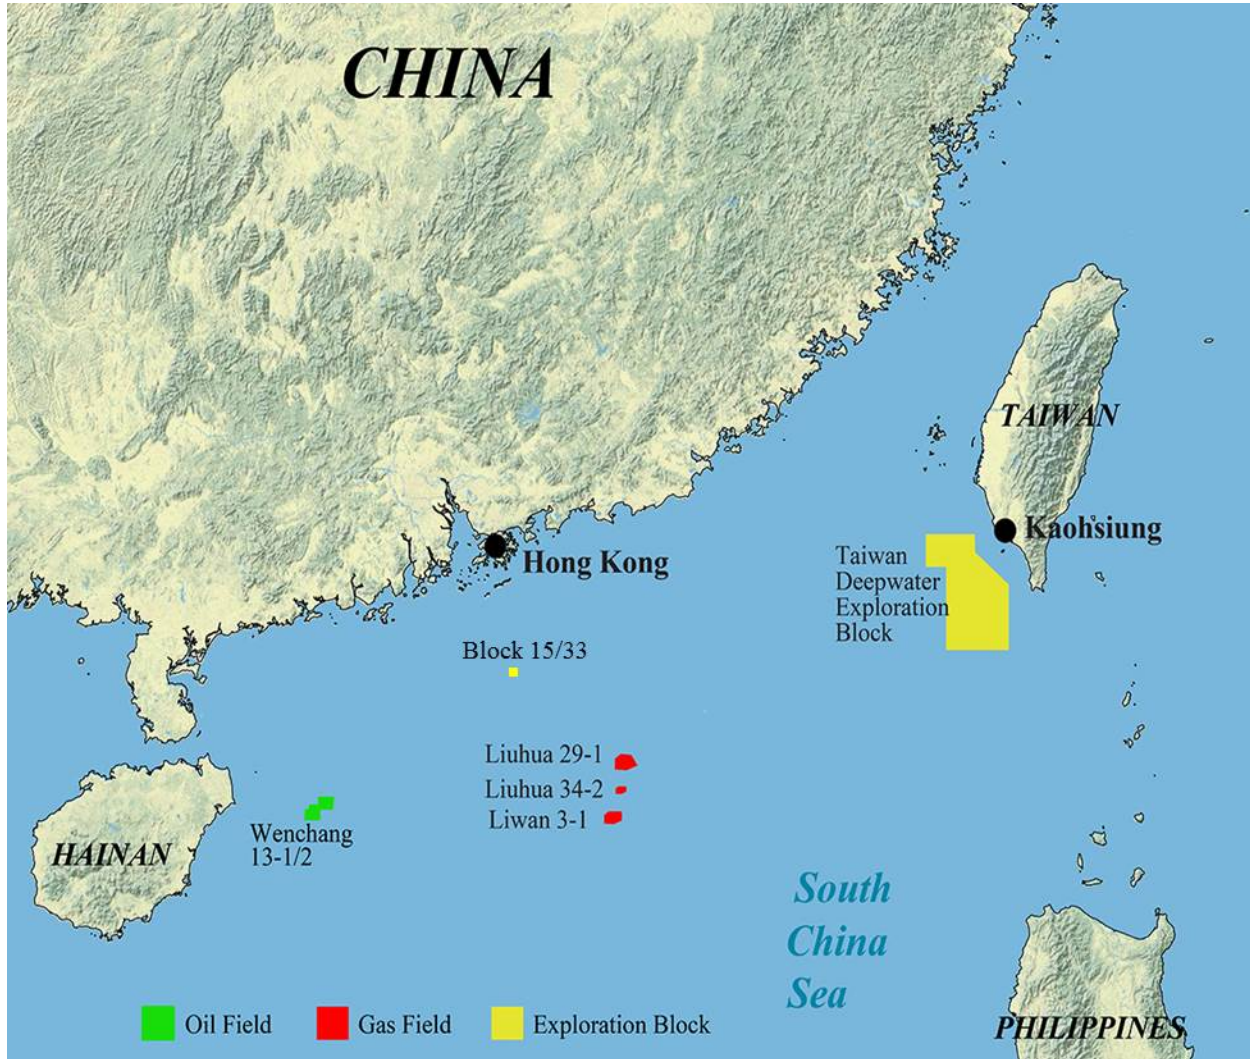 CHINA
TAIWAN
Kaohsiung
Hong Kong
Taiwan
Deepwater
Exploration
Block
Block 15/33
Liuhua 29-1
Liuhua 34-2
Liwan 3-1
Wenchang
13-1/2
HAINAN
South
China
Sea
Oil Field
Gas Field
Exploration Block
PHILIPPINES